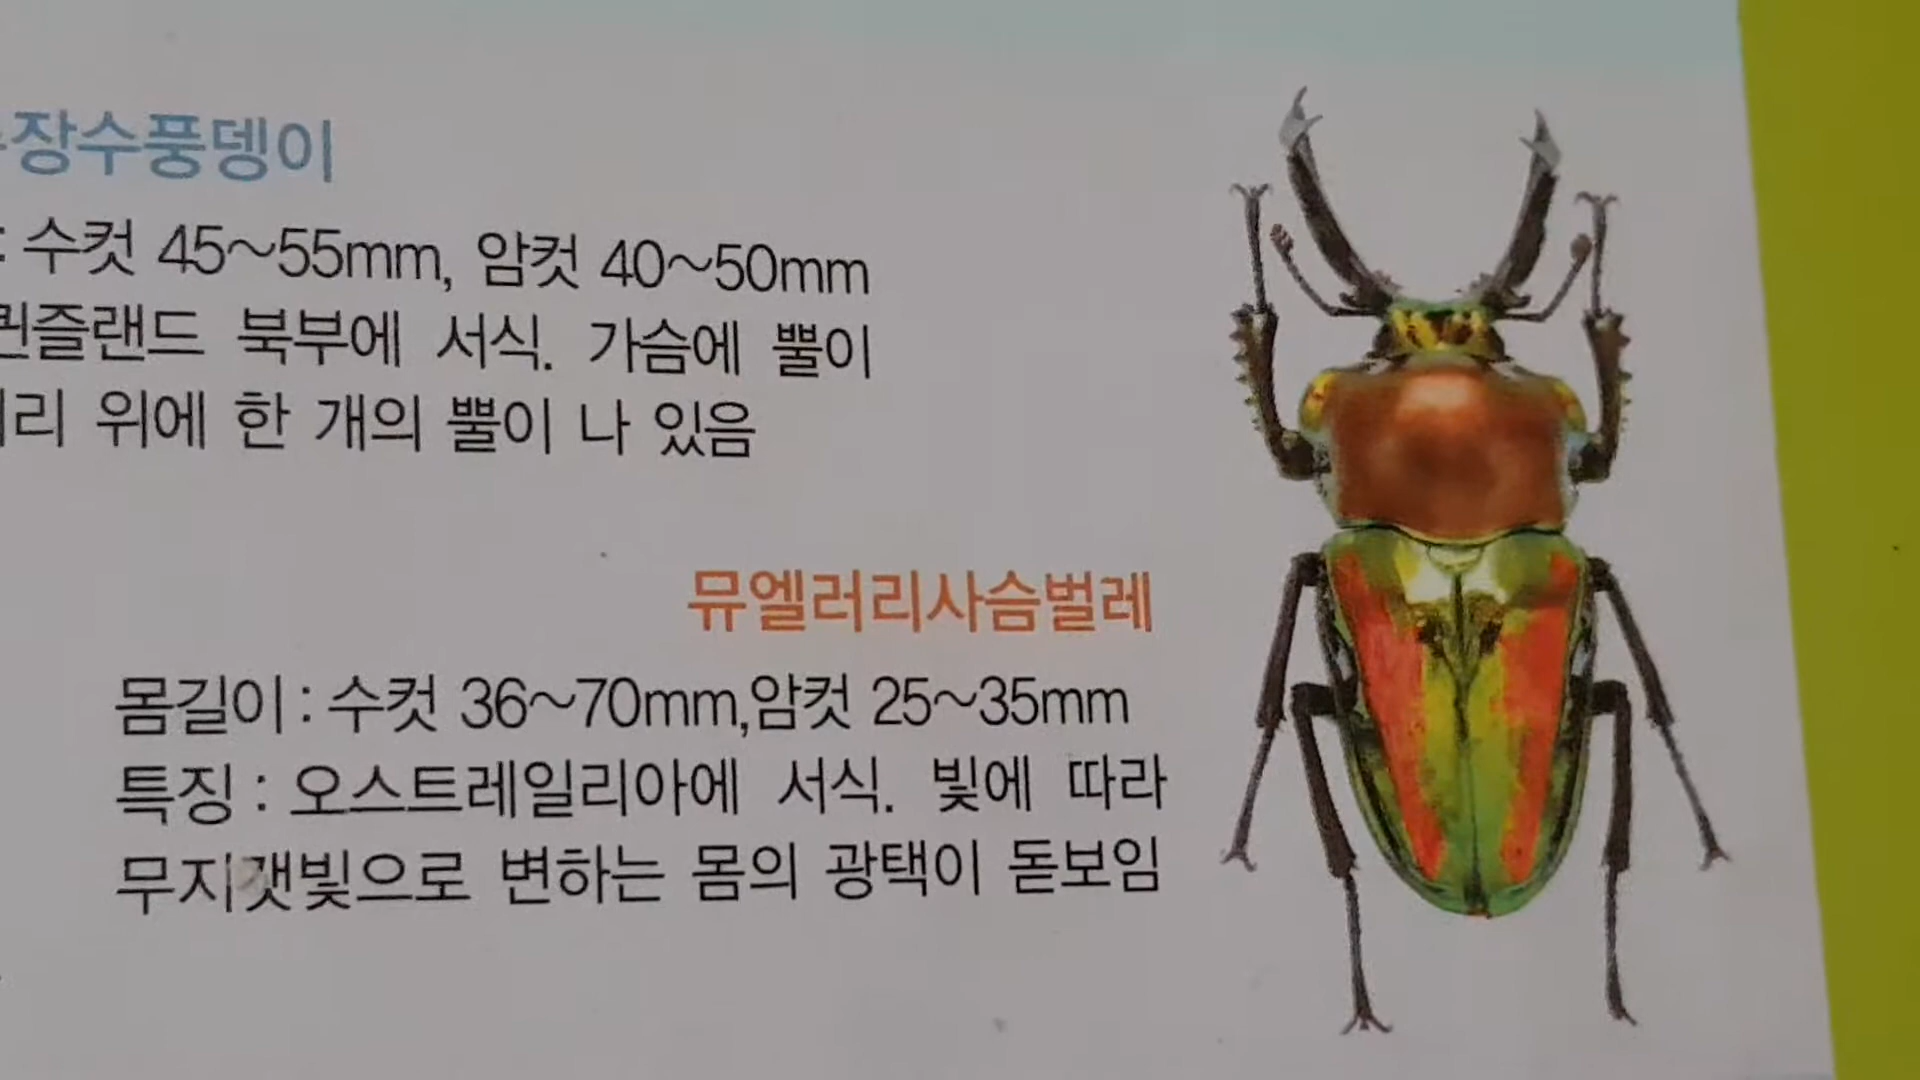 장수풍뎅이
: 수컷 45~55mm, 암컷 40~50mm
퀸즐랜드 북부에 서식. 가슴에 뿔이
위에 한 개의 뿔이 나 있음
뮤엘러리사슴벌레
몸길이 : 수컷 36~70mm,암컷 25~35mm
특징 : 오스트레일리아에 서식. 빛에 따라
무지갯빛으로 변하는 몸의 광택이 돋보임